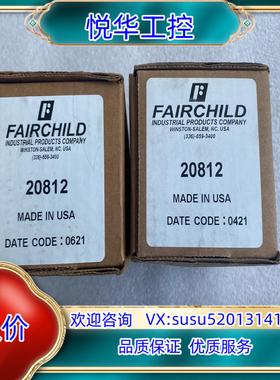 悦华工控
FAIRCHILD
INDUSTRIAL PRODUCTS COMPANY
WINSTON-SALEM, NC. USA
(336)-659-3400
20812
MADE IN USA
DATE CODE : 0621
FAIRCHILD
INDUSTRIAL PRODUCTS COMPANY
WINSTON-SALEM, NC. USA
(336)-659-3400
20812
MADE IN USA
DATE CODE : 0421
价
欢迎咨询 VX:susu52013141
品质保证 优质服务